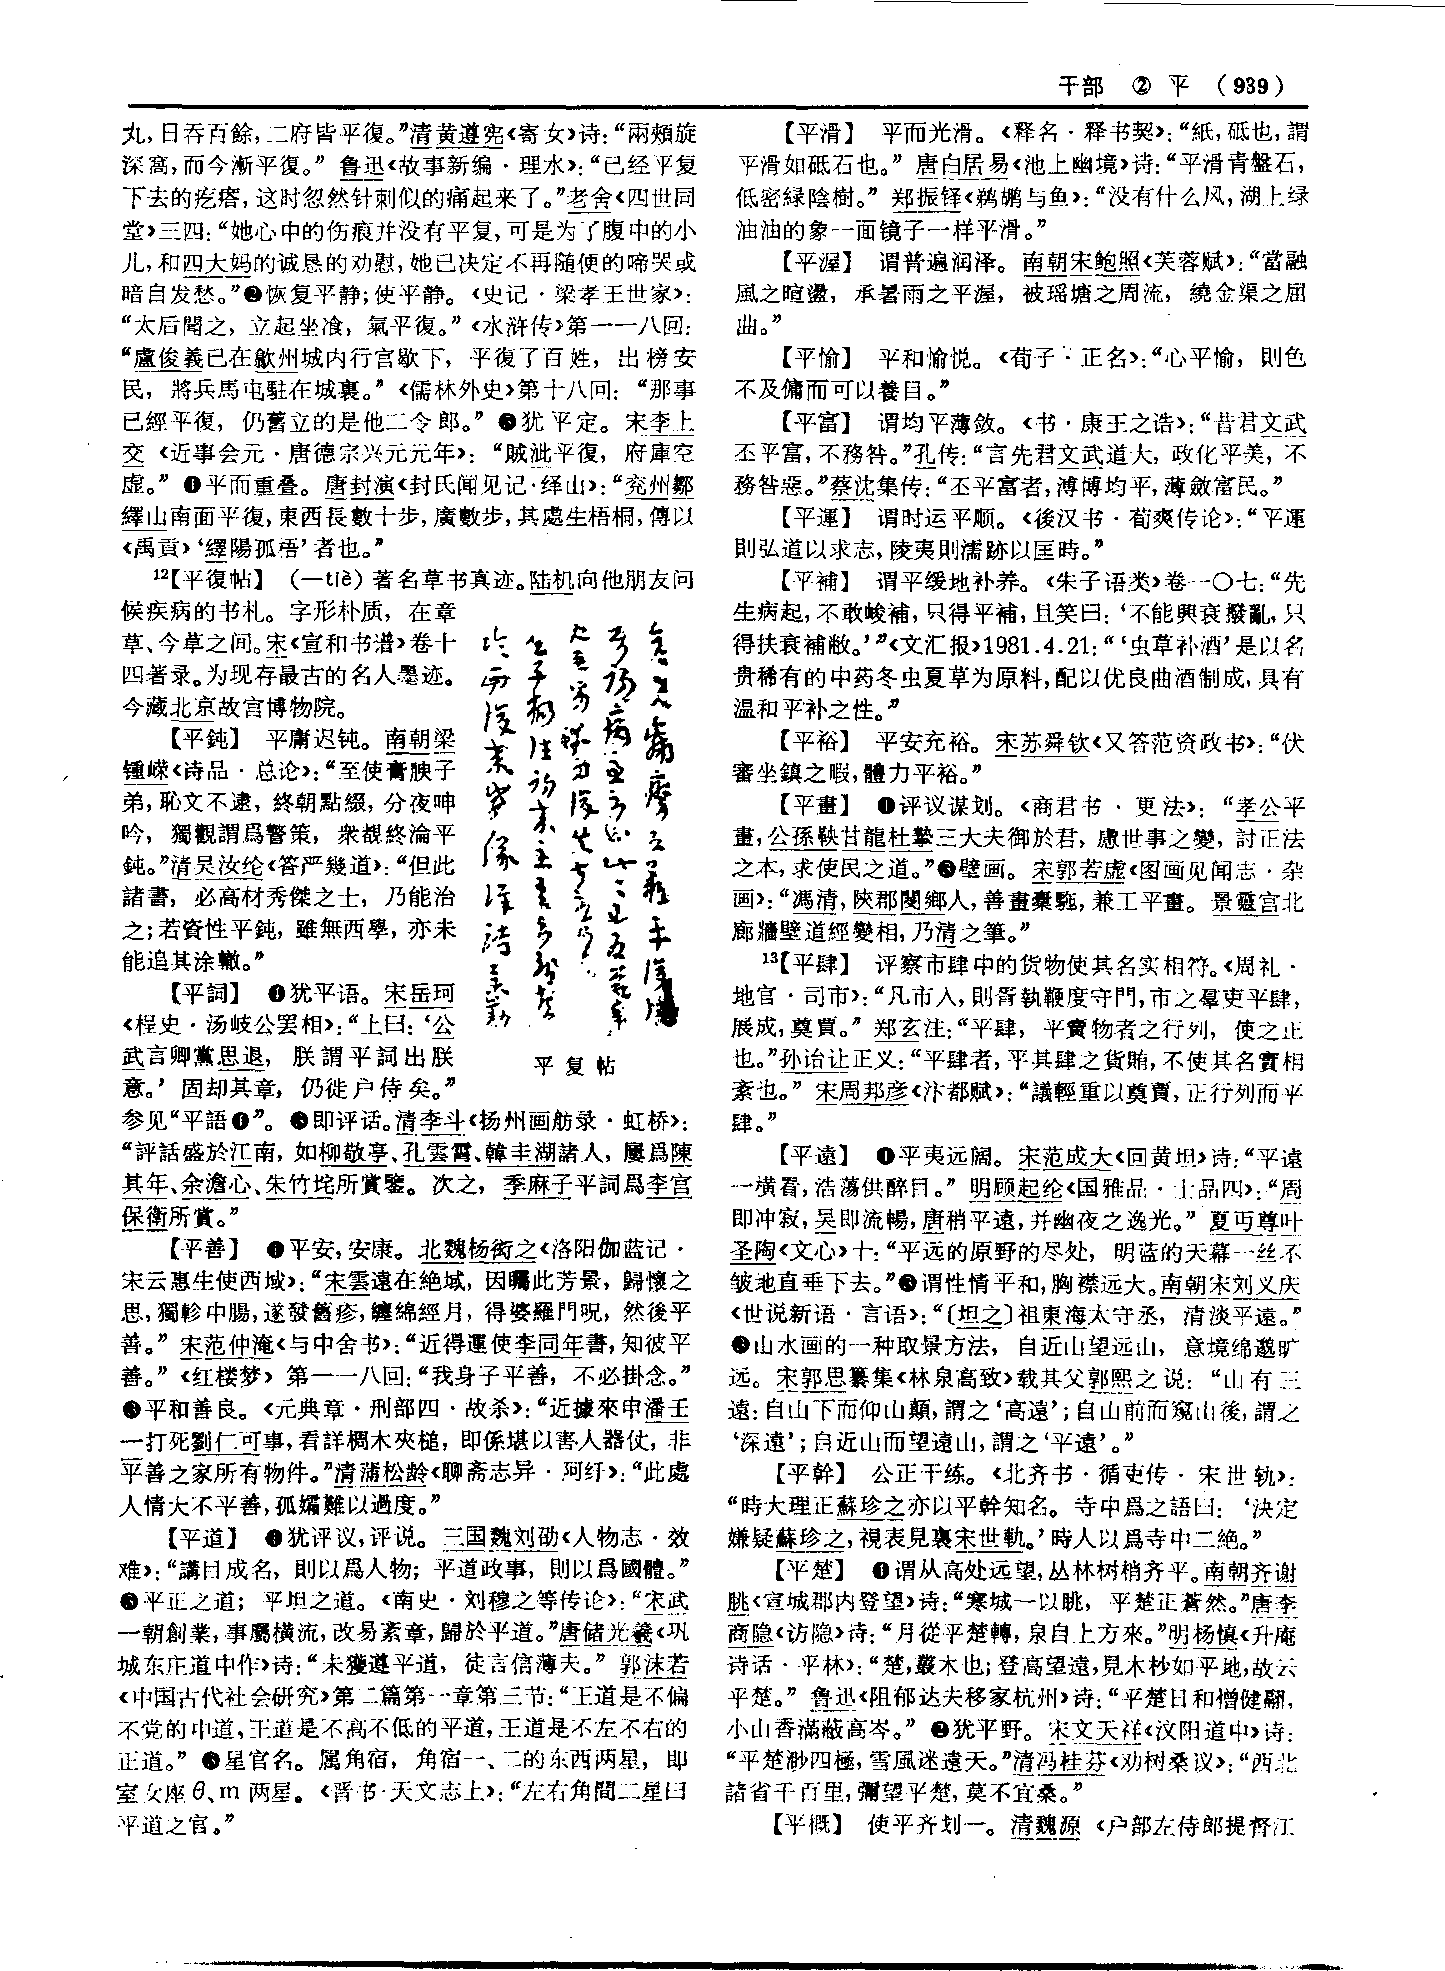 干部 ② 平 (939)
丸，日吞百餘，二府皆平復。”清黄遵宪《寄女》诗：“兩頰旋
深窩，而今漸平復。” 鲁迅《故事新编·理水》：“已经平复
下去的疙瘩，这时忽然针刺似的痛起来了。”老舍《四世同
堂》三四：“她心中的伤痕并没有平复，可是为了腹中的小
儿，和四大妈的诚恳的劝慰，她已决定不再随便的啼哭或
暗自发愁。”❷恢复平静；使平静。《史记·梁孝王世家》：
“太后聞之，立起坐飡，氣平復。”《水浒传》第一一八回：
“盧俊義已在歙州城内行宫歇下，平復了百姓，出榜安
民，將兵馬屯駐在城裏。”《儒林外史》第十八回：“那事
已經平復，仍舊立的是他二令郎。”❸犹平定。宋李上
交《近事会元·唐德宗兴元元年》：“賊泚平復，府庫空
虚。”❹平而重叠。唐封演《封氏闻见记·绎山》：“兖州鄒
繹山南面平復，東西長數十步，廣數步，其處生梧桐，傳以
《禹貢》‘嶧陽孤梧’者也。”
12【平復帖】 （—tiè）著名草书真迹。陆机向他朋友问
候疾病的书札。字形朴质，在章
草、今草之间。宋《宣和书谱》卷十
四著录。为现存最古的名人墨迹。
今藏北京故宫博物院。
【平鈍】 平庸迟钝。南朝梁
锺嵘《诗品·总论》：“至使膏腴子
弟，恥文不逮，終朝點綴，分夜呻
吟，獨觀謂爲警策，衆覩終淪平
鈍。”清吴汝纶《答严幾道》：“但此
諸書，必高材秀傑之士，乃能治
之；若資性平鈍，雖無西學，亦未
能追其涂轍。”
【平詞】 ❶犹平语。宋岳珂
《桯史·汤岐公罢相》：“上曰：‘公
武言卿黨思退，朕謂平詞出朕
意。’固却其章，仍徙户侍矣。”
平复帖
参见“平語❶”。❷即评话。清李斗《扬州画舫录·虹桥》：
“評話盛於江南，如柳敬亭、孔雲霄、韓圭湖諸人，屢爲陳
其年、余澹心、朱竹垞所賞鑒。次之，季麻子平詞爲李宫
保衛所賞。”
【平善】 ❶平安，安康。北魏杨衒之《洛阳伽蓝记·
宋云惠生使西域》：“宋雲遠在絶域，因矚此芳景，歸懷之
思，獨軫中腸，遂發舊疹，纏綿經月，得婆羅門呪，然後平
善。”宋范仲淹《与中舍书》：“近得運使李同年書，知彼平
善。”《红楼梦》第一一八回：“我身子平善，不必掛念。”
❷平和善良。《元典章·刑部四·故杀》：“近據來申潘壬
一打死劉仁可事，看詳椆木夾槌，即係堪以害人器仗，非
平善之家所有物件。”清蒲松龄《聊斋志异·阿纤》：“此處
人情大不平善，孤孀難以過度。”
【平道】 ❶犹评议，评说。三国魏刘劭《人物志·效
难》：“講目成名，則以爲人物；平道政事，則以爲國體。”
❷平正之道；平坦之道。《南史·刘穆之等传论》：“宋武
一朝創業，事屬橫流，改易紊章，歸於平道。”唐储光羲《巩
城东庄道中作》诗：“未獲遵平道，徒言信薄夫。”郭沫若
《中国古代社会研究》第二篇第一章第三节：“王道是不偏
不党的中道，王道是不高不低的平道，王道是不左不右的
正道。”❸星官名。属角宿，角宿一、二的东西两星，即
室女座θ、m两星。《晋书·天文志上》：“左右角間二星曰
平道之官。”
【平滑】 平而光滑。《释名·释书契》：“紙，砥也，謂
平滑如砥石也。”唐白居易《池上幽境》诗：“平滑青盤石，
低密緑陰樹。”郑振铎《鹈鹕与鱼》：“没有什么风，湖上绿
油油的象一面镜子一样平滑。”
【平渥】 谓普遍润泽。南朝宋鲍照《芙蓉赋》：“當融
風之暄盪，承暑雨之平渥，被瑶塘之周流，繞金渠之屈
曲。”
【平愉】 平和愉悦。《荀子·正名》：“心平愉，則色
不及傭而可以養目。”
【平富】 谓均平薄敛。《书·康王之诰》：“昔君文武
丕平富，不務咎。”孔传：“言先君文武道大，政化平美，不
務咎惡。”蔡沈集传：“丕平富者，溥博均平，薄斂富民。”
【平運】 谓时运平顺。《後汉书·荀爽传论》：“平運
則弘道以求志，陵夷則濡跡以匡時。”
【平補】 谓平缓地补养。《朱子语类》卷一〇七：“先
生病起，不敢峻補，只得平補，且笑曰：‘不能興衰撥亂，只
得扶衰補敝。’”《文汇报》1981.4.21：“‘虫草补酒’是以名
贵稀有的中药冬虫夏草为原料，配以优良曲酒制成，具有
温和平补之性。”
【平裕】 平安充裕。宋苏舜钦《又答范资政书》：“伏
審坐鎮之暇，體力平裕。”
【平畫】 ❶评议谋划。《商君书·更法》：“孝公平
畫，公孫鞅甘龍杜摯三大夫御於君，慮世事之變，討正法
之本，求使民之道。”❷壁画。宋郭若虚《图画见闻志·杂
画》：“馮清，陝郡閿鄉人，善畫橐駞，兼工平畫。景靈宫北
廊牆壁道經變相，乃清之筆。”
13【平肆】 评察市肆中的货物使其名实相符。《周礼·
地官·司市》：“凡市入，則胥執鞭度守門，市之羣吏平肆，
展成，奠賈。”郑玄注：“平肆，平賣物者之行列，使之正
也。”孙诒让正义：“平肆者，平其肆之貨賄，不使其名實相
紊也。”宋周邦彦《汴都赋》：“議輕重以奠賈，正行列而平
肆。”
【平遠】 ❶平夷远阔。宋范成大《回黄坦》诗：“平遠
一横看，浩蕩供醉目。”明顾起纶《国雅品·士品四》：“周
即冲寂，吴即流暢，唐稍平遠，并幽夜之逸光。”夏丏尊叶
圣陶《文心》十：“平远的原野的尽处，明蓝的天幕一丝不
皱地直垂下去。”❷谓性情平和，胸襟远大。南朝宋刘义庆
《世说新语·言语》：“〔坦之〕祖東海太守丞，清淡平遠。”
❸山水画的一种取景方法，自近山望远山，意境绵邈旷
远。宋郭思纂集《林泉高致》载其父郭熙之说：“山有三
遠：自山下而仰山顛，謂之‘高遠’；自山前而窺山後，謂之
‘深遠’；自近山而望遠山，謂之‘平遠’。”
【平幹】 公正干练。《北齐书·循吏传·宋世轨》：
“時大理正蘇珍之亦以平幹知名。寺中爲之語曰：‘決定
嫌疑蘇珍之，視表見裏宋世軌。’時人以爲寺中二絶。”
【平楚】 ❶谓从高处远望，丛林树梢齐平。南朝齐谢
朓《宣城郡内登望》诗：“寒城一以眺，平楚正蒼然。”唐李
商隐《访隐》诗：“月從平楚轉，泉自上方來。”明杨慎《升庵
诗话·平林》：“楚，叢木也；登高望遠，見木杪如平地，故云
平楚。”鲁迅《阻郁达夫移家杭州》诗：“平楚日和憎健翮，
小山香滿蔽高岑。”❷犹平野。宋文天祥《汶阳道中》诗：
“平楚渺四極，雪風迷遠天。”清冯桂芬《劝树桑议》：“西北
諸省千百里，彌望平楚，莫不宜桑。”
【平概】 使平齐划一。清魏源《户部左侍郎提督江